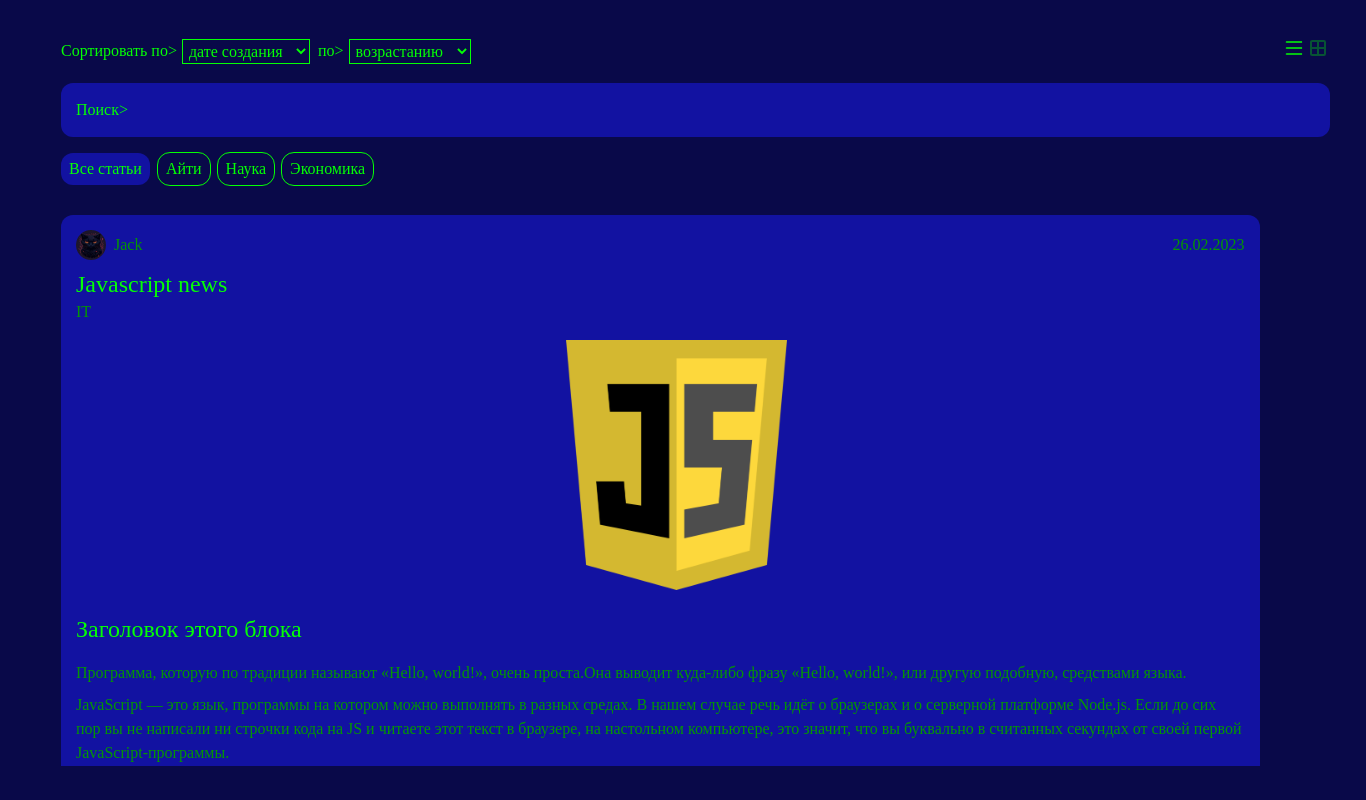 Сортировать по> дате создания по> возрастанию
Поиск>
Все статьи Айти Наука Экономика
Jack 26.02.2023
Javascript news
IT
JS
Заголовок этого блока
Программа, которую по традиции называют «Hello, world!», очень проста.Она выводит куда-либо фразу «Hello, world!», или другую подобную, средствами языка.
JavaScript — это язык, программы на котором можно выполнять в разных средах. В нашем случае речь идёт о браузерах и о серверной платформе Node.js. Если до сих
пор вы не написали ни строчки кода на JS и читаете этот текст в браузере, на настольном компьютере, это значит, что вы буквально в считанных секундах от своей первой
JavaScript-программы.